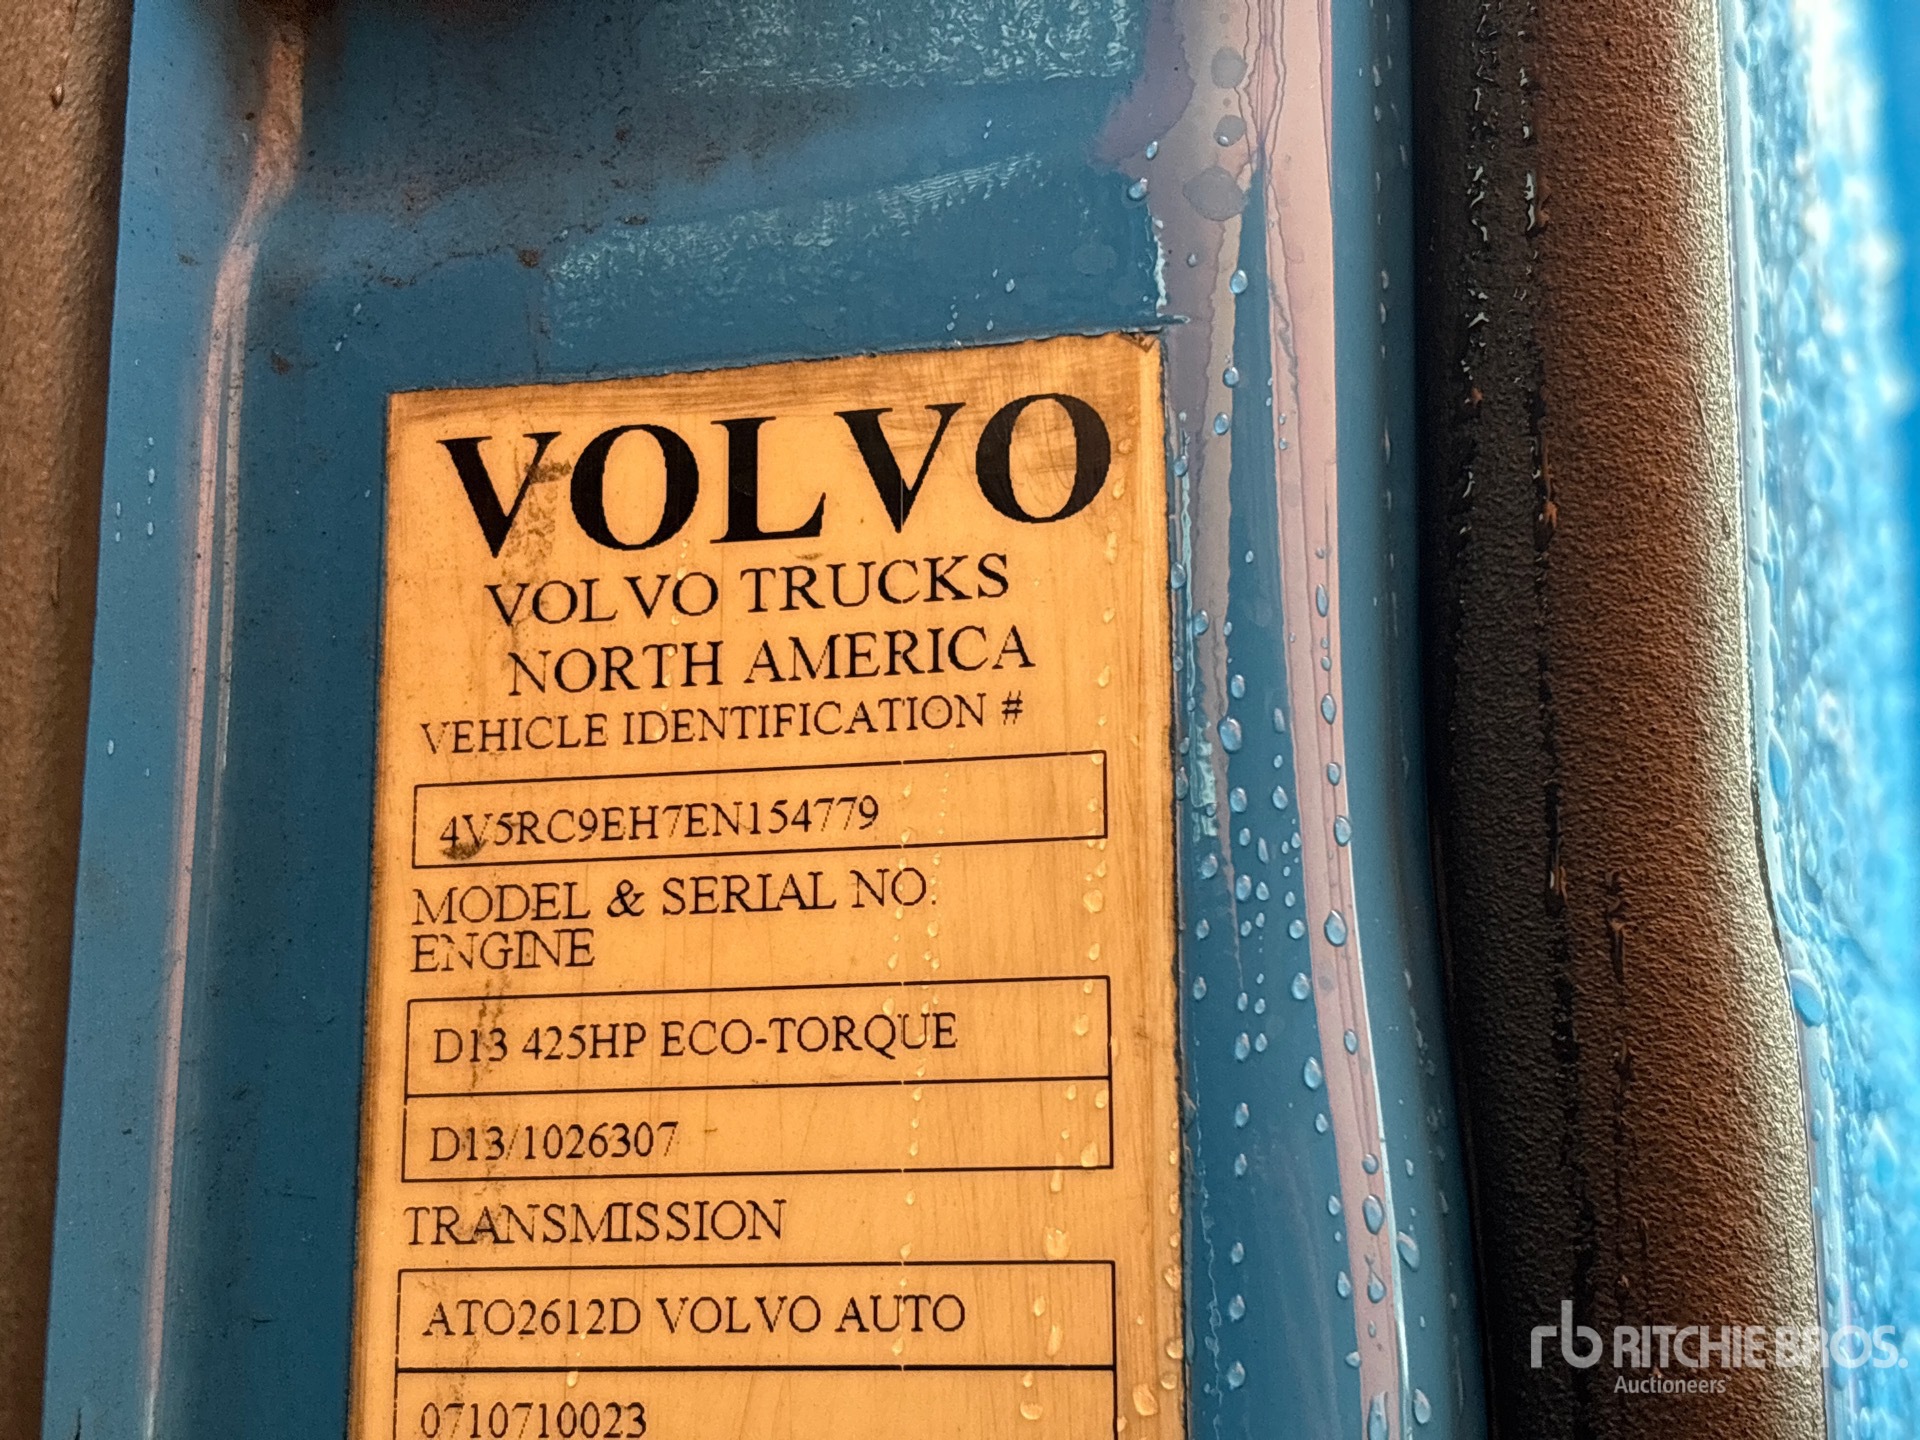 VOLVO
VOLVO TRUCKS
NORTH AMERICA
VEHICLE IDENTIFICATION #
4V5RC9EH7EN154779
MODEL & SERIAL NO.
ENGINE
D13 425HP ECO-TORQUE
D13/1026307
TRANSMISSION
ATO2612D VOLVO AUTO
0710710023
rb RITCHIE BROS.
Auctioneers